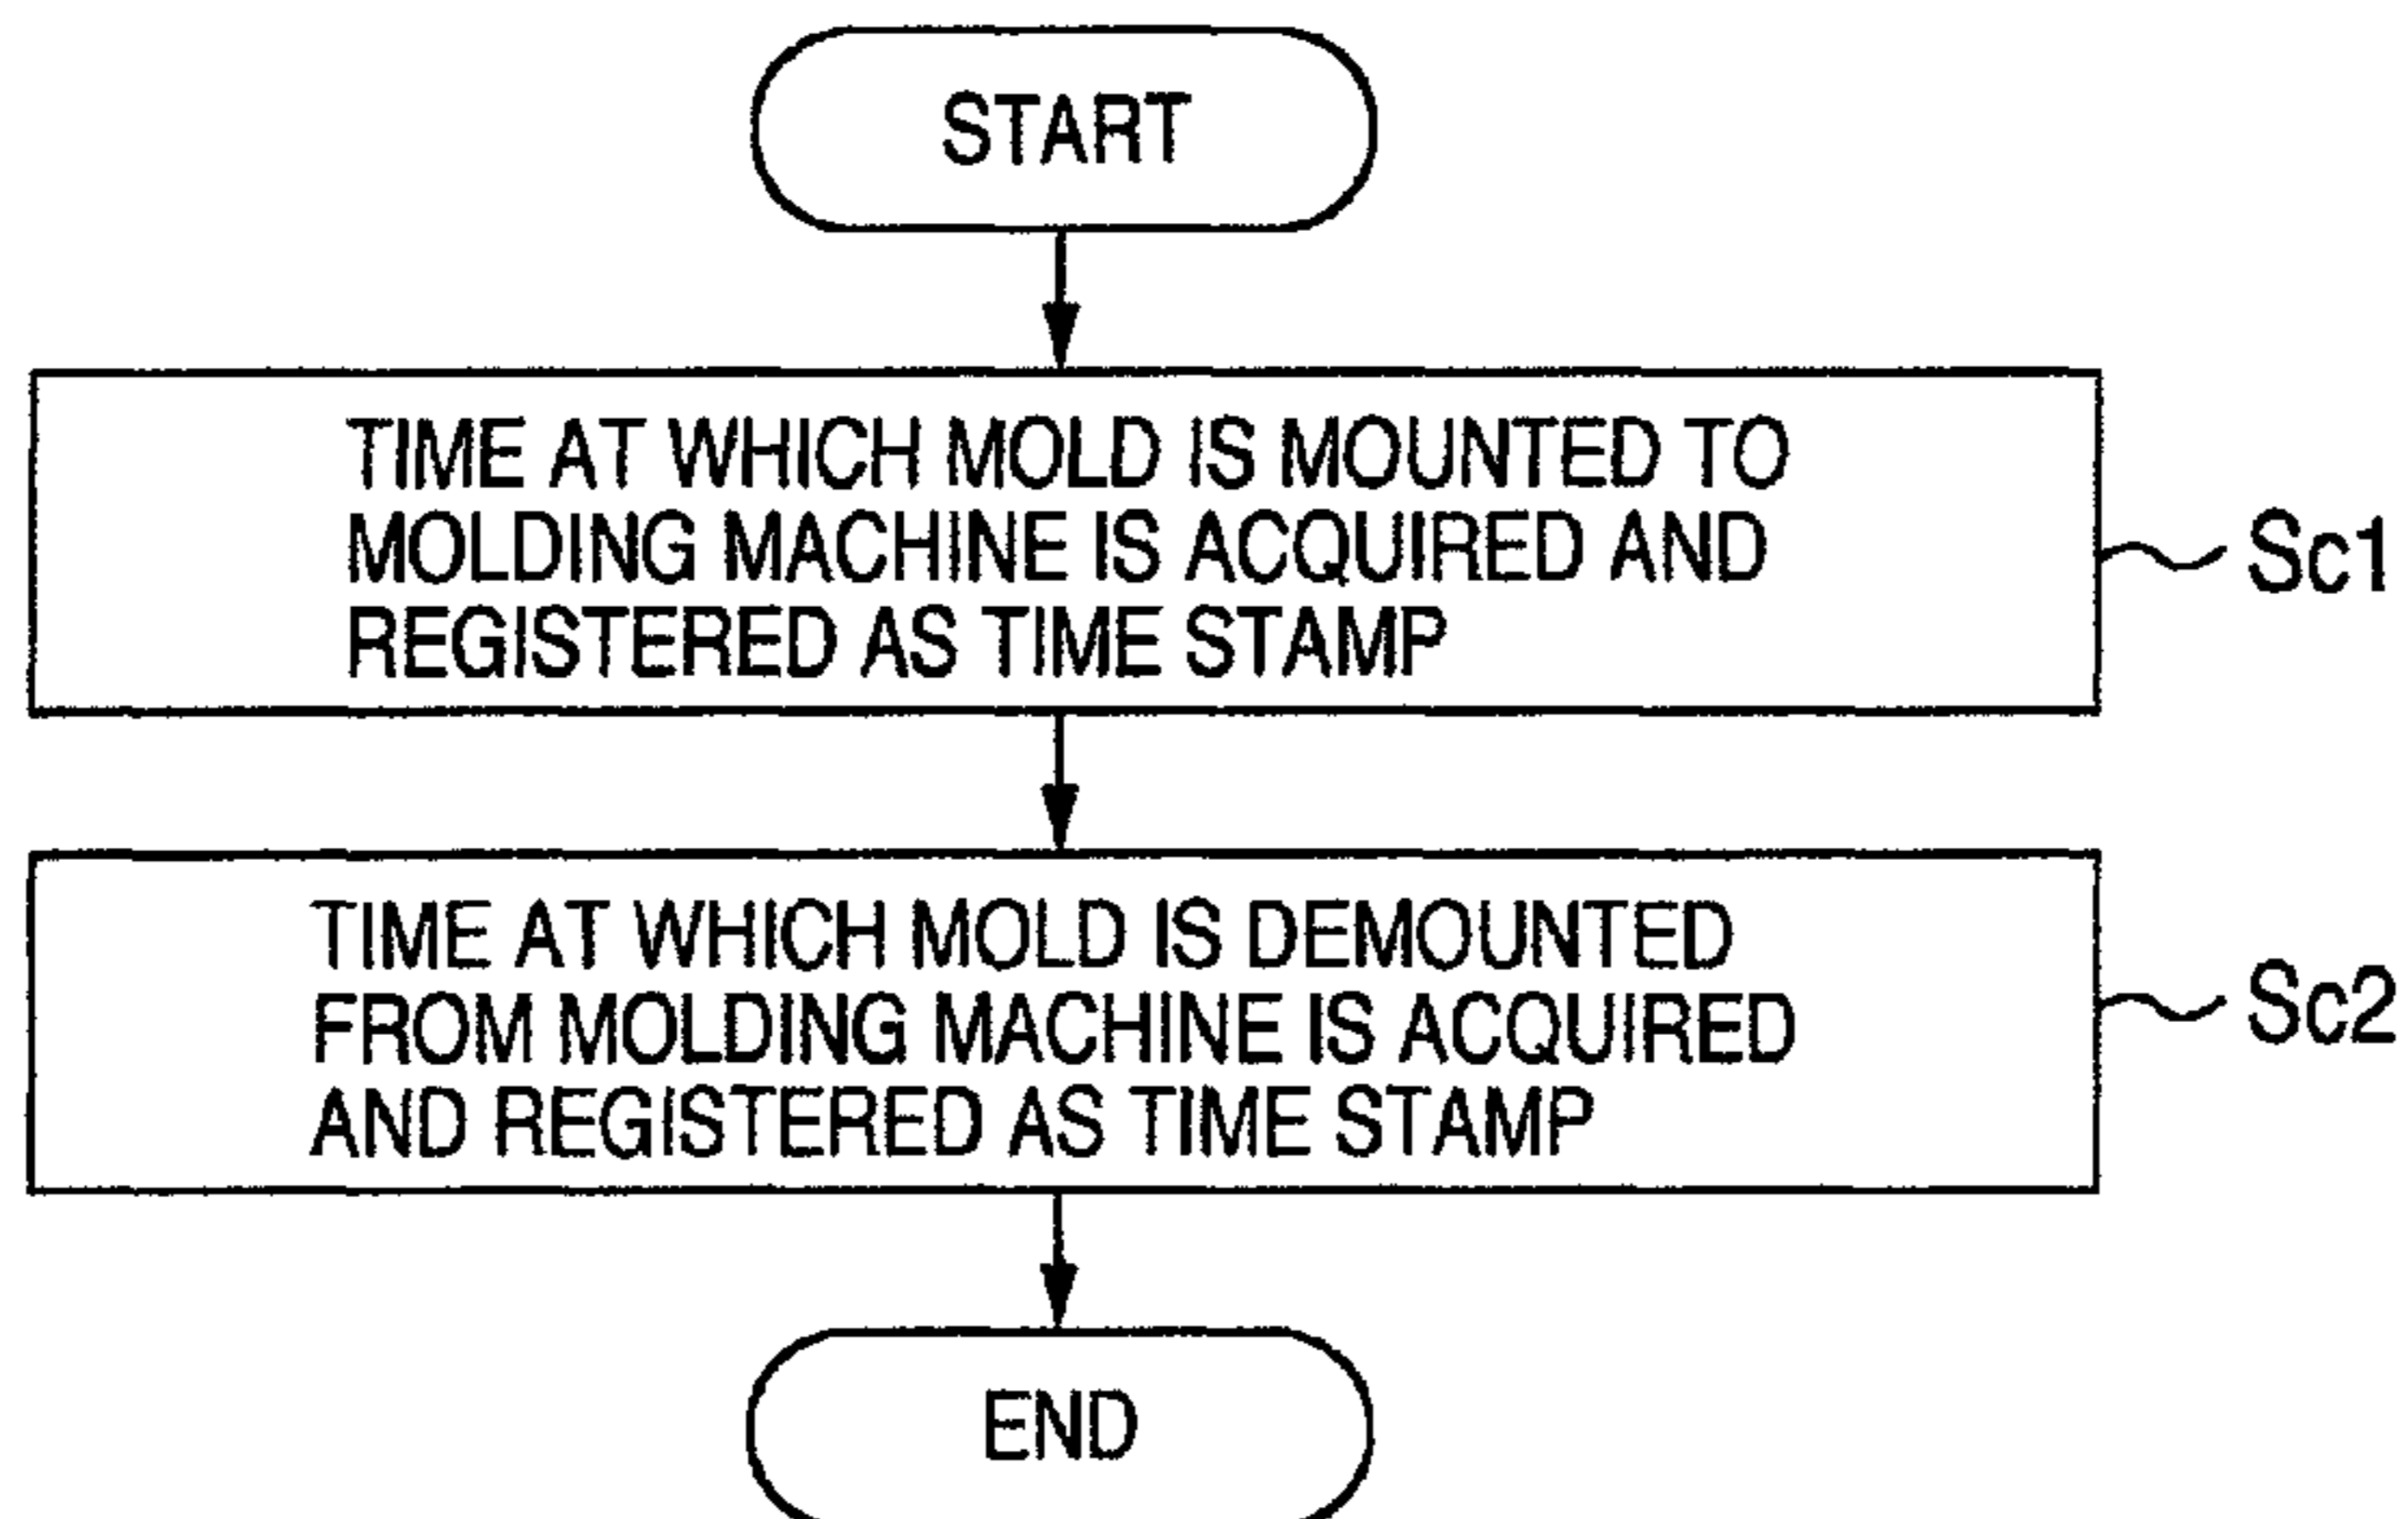 START
TIME AT WHICH MOLD IS MOUNTED TO
MOLDING MACHINE IS ACQUIRED AND
REGISTERED AS TIME STAMP
Sc1
TIME AT WHICH MOLD IS DEMOUNTED
FROM MOLDING MACHINE IS ACQUIRED
AND REGISTERED AS TIME STAMP
Sc2
END